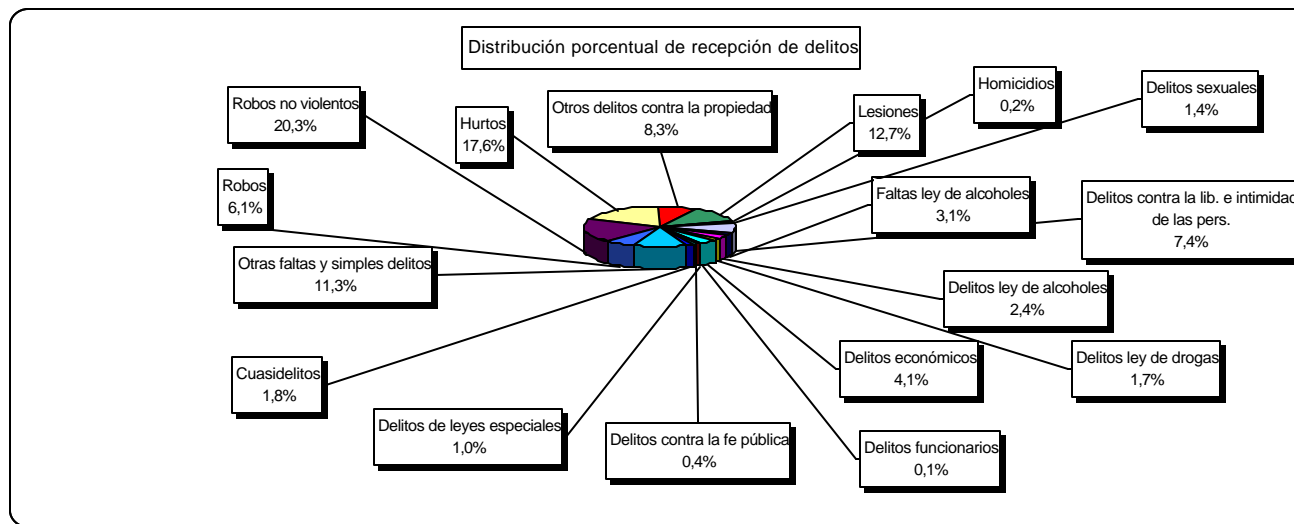 Distribución porcentual de recepción de delitos
Robos no violentos
20,3%
Hurtos
17,6%
Otros delitos contra la propiedad
8,3%
Lesiones
12,7%
Homicidios
0,2%
Delitos sexuales
1,4%
Robos
6,1%
Faltas ley de alcoholes
3,1%
Delitos contra la lib. e intimidad
de las pers.
7,4%
Otras faltas y simples delitos
11,3%
Delitos ley de alcoholes
2,4%
Cuasidelitos
1,8%
Delitos económicos
4,1%
Delitos ley de drogas
1,7%
Delitos de leyes especiales
1,0%
Delitos contra la fe pública
0,4%
Delitos funcionarios
0,1%